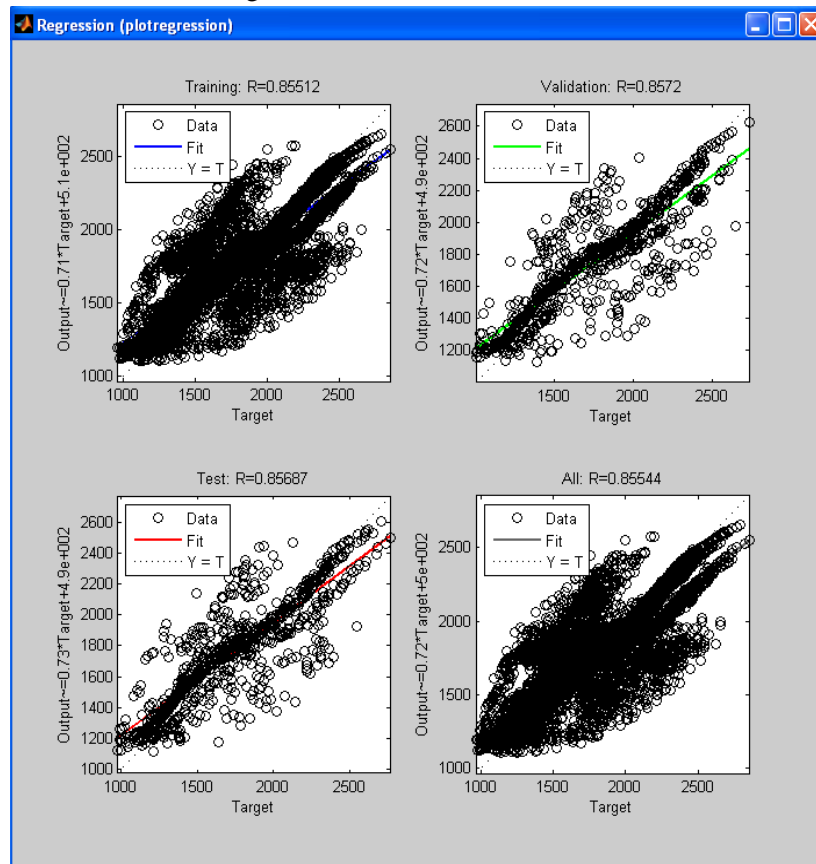 Regression (plotregression)
Training: R=0.85512
Output~=0.71*Target+5.1e+002
2500
2000
1500
1000
Data
Fit
Y = T
1000 1500 2000 2500
Target
Validation: R=0.8572
Output~=0.72*Target+4.9e+002
2600
2400
2200
2000
1800
1600
1400
1200
Data
Fit
Y = T
1500 2000 2500
Target
Test: R=0.85687
Output~=0.73*Target+4.9e+002
2600
2400
2200
2000
1800
1600
1400
1200
1000
Data
Fit
Y = T
1000 1500 2000 2500
Target
All: R=0.85544
Output~=0.72*Target+5e+002
2500
2000
1500
1000
Data
Fit
Y = T
1000 1500 2000 2500
Target